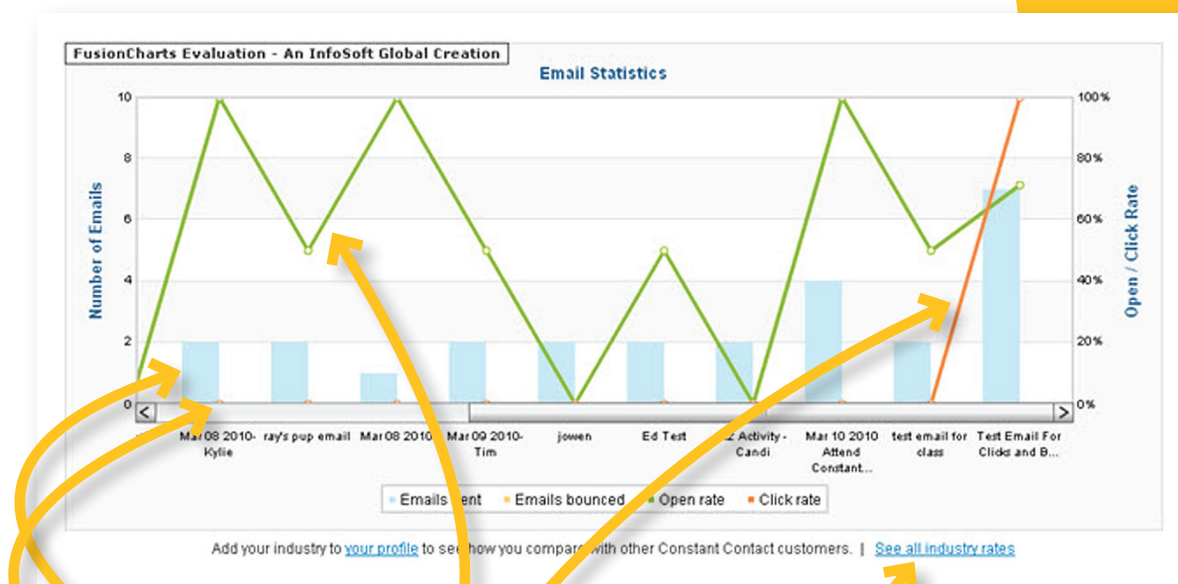 FusionCharts Evaluation - An InfoSoft Global Creation
Email Statistics
10
8
6
4
2
0
Number of Emails
100%
80%
60%
40%
20%
0%
Open / Click Rate
<
>
Mar 08 2010-
Kylie
ray's pup email
Mar 08 2010
Mar 09 2010-
Tim
jowen
Ed Test
Activity -
Candi
Mar 10 2010
Attend
Constant...
test email for
class
Test Email For
Clicks and B...
Emails sent
Emails bounced
Open rate
Click rate
Add your industry to your profile to see how you compare with other Constant Contact customers. | See all industry rates